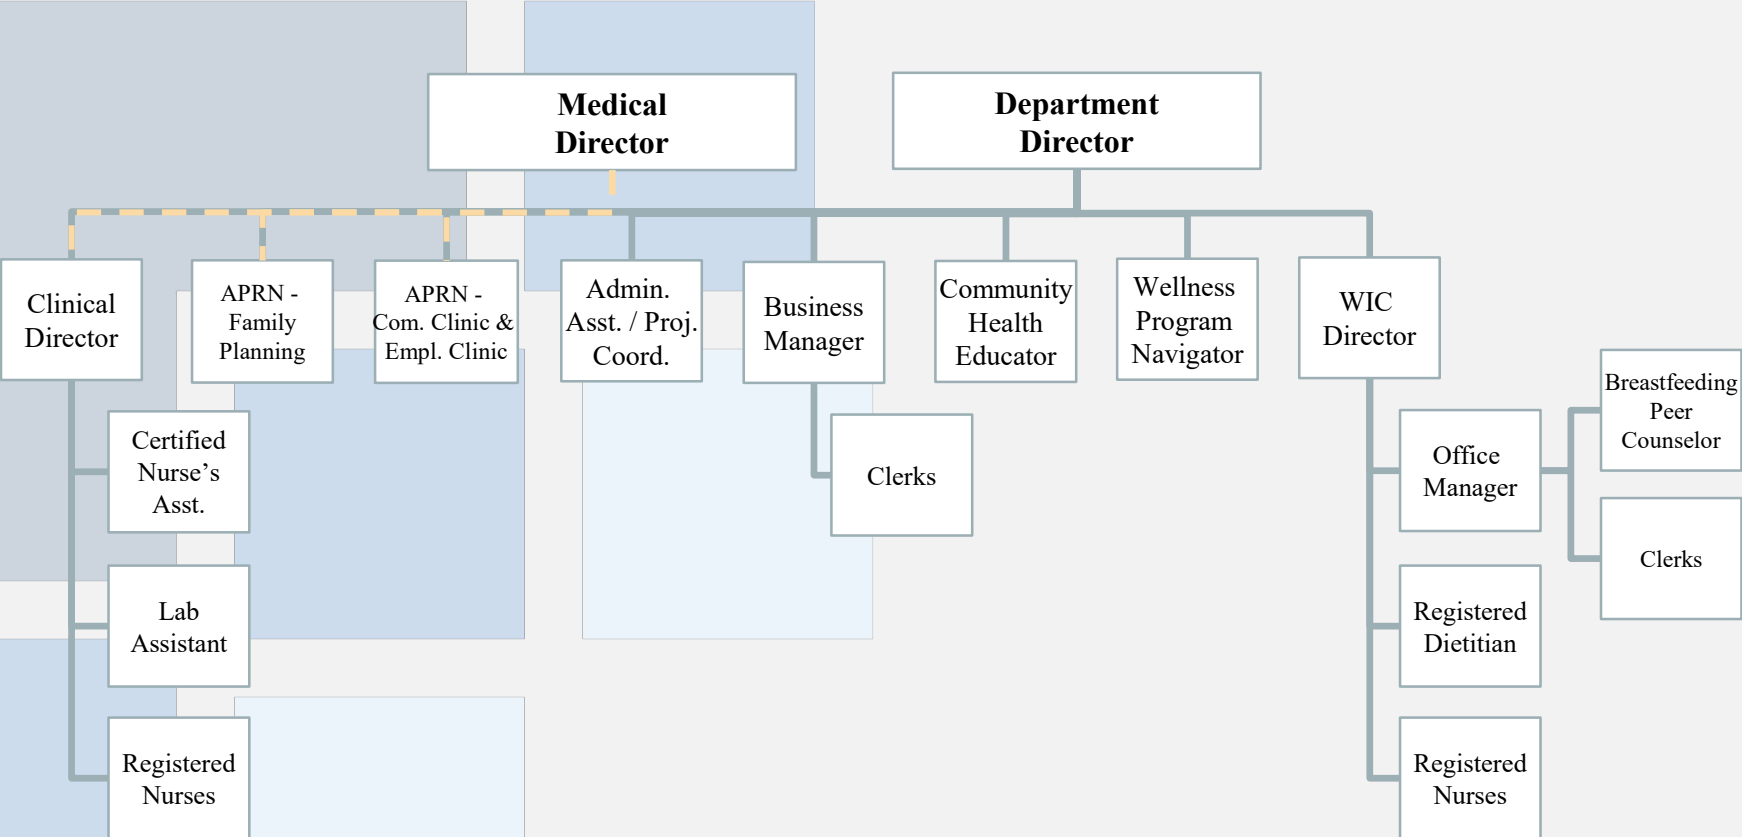 Medical
Director
Department
Director
Clinical
Director
APRN -
Family
Planning
APRN -
Com. Clinic &
Empl. Clinic
Admin.
Asst. / Proj.
Coord.
Business
Manager
Community
Health
Educator
Wellness
Program
Navigator
WIC
Director
Certified
Nurse’s
Asst.
Lab
Assistant
Registered
Nurses
Clerks
Office
Manager
Breastfeeding
Peer
Counselor
Clerks
Registered
Dietitian
Registered
Nurses